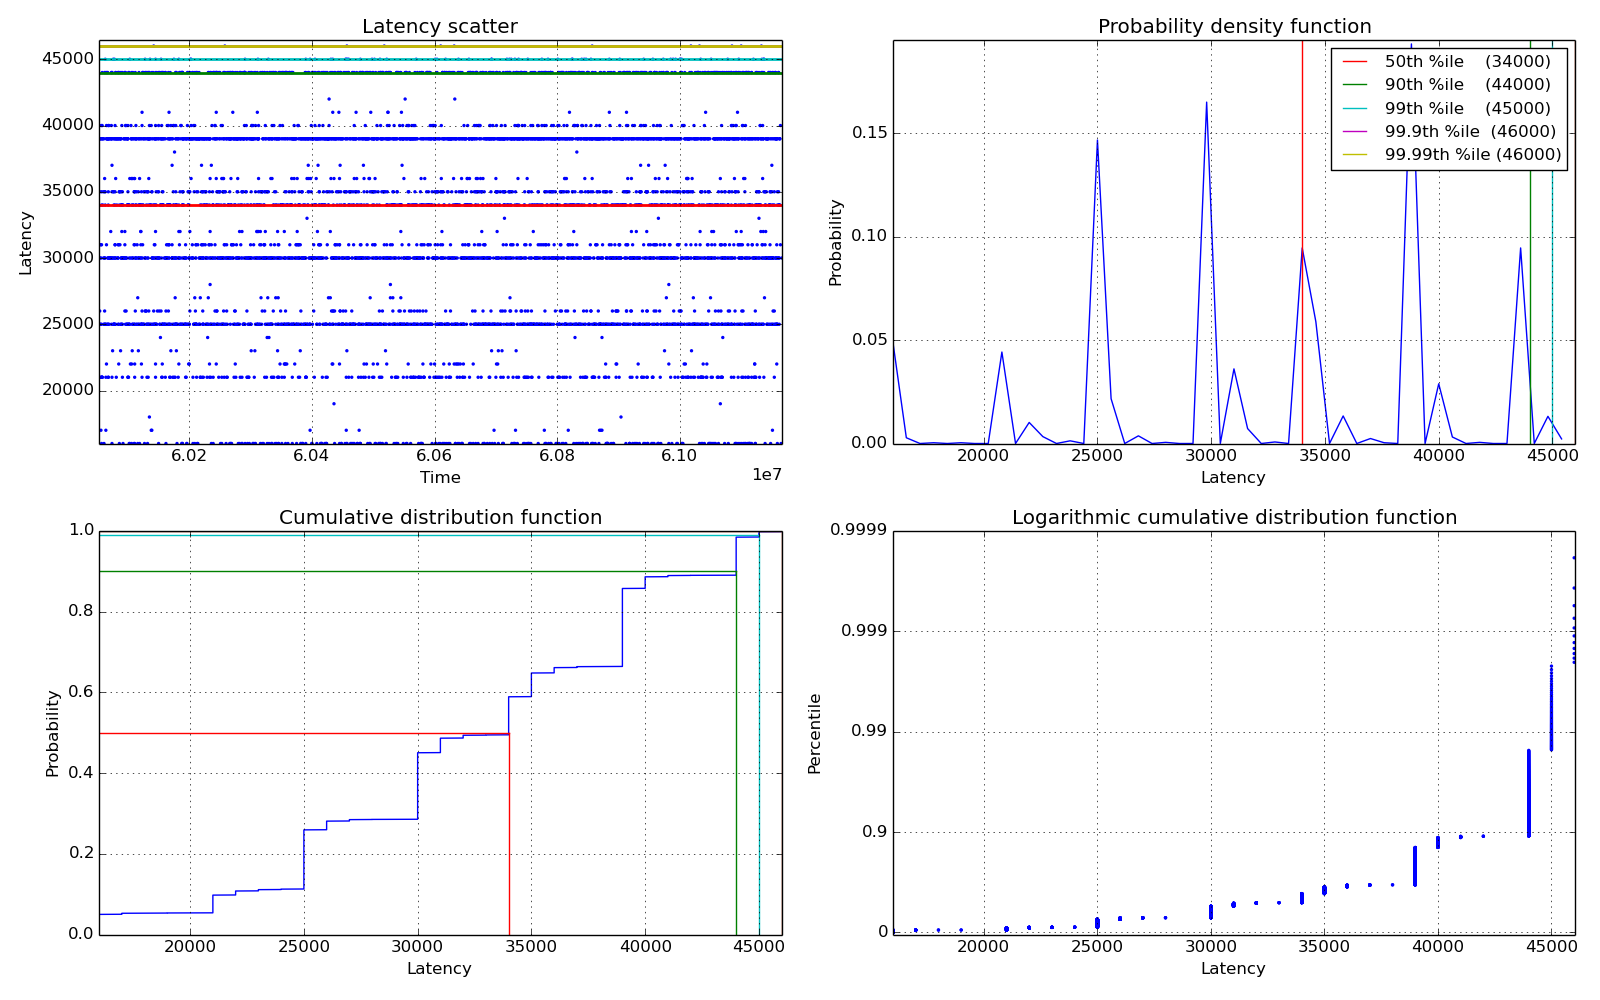 Latency scatter
45000
40000
35000
30000
25000
20000
Latency
6.02 6.04 6.06 6.08 6.10
1e7
Time
Probability density function
50th %ile (34000)
90th %ile (44000)
99th %ile (45000)
99.9th %ile (46000)
99.99th %ile (46000)
0.15
0.10
0.05
0.00
Probability
20000 25000 30000 35000 40000 45000
Latency
Cumulative distribution function
1.0
0.8
0.6
0.4
0.2
0.0
Probability
20000 25000 30000 35000 40000 45000
Latency
Logarithmic cumulative distribution function
0.9999
0.999
0.99
0.9
0
Percentile
20000 25000 30000 35000 40000 45000
Latency